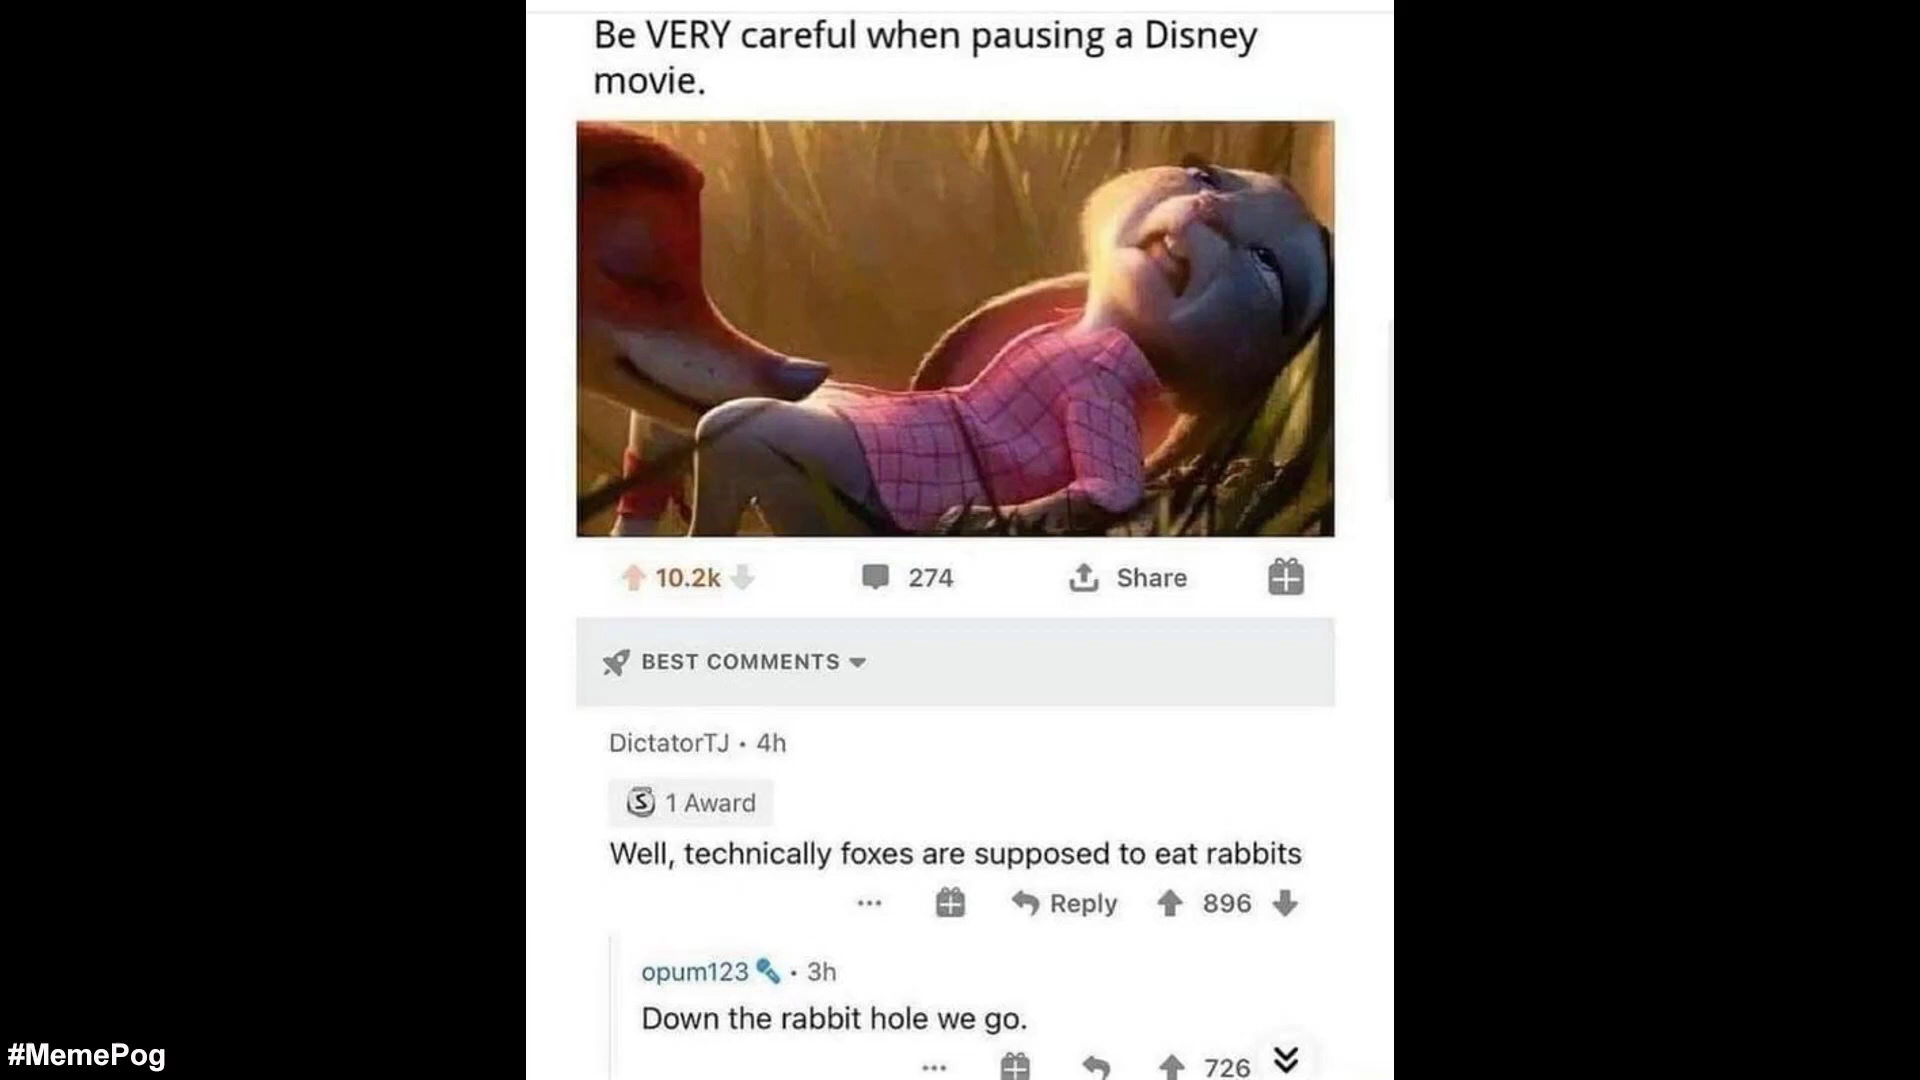 Be VERY careful when pausing a Disney
movie.
10.2k
274
Share
BEST COMMENTS
DictatorTJ • 4h
S 1 Award
Well, technically foxes are supposed to eat rabbits
... Reply 896
opum123 • 3h
Down the rabbit hole we go.
... 726
#MemePog